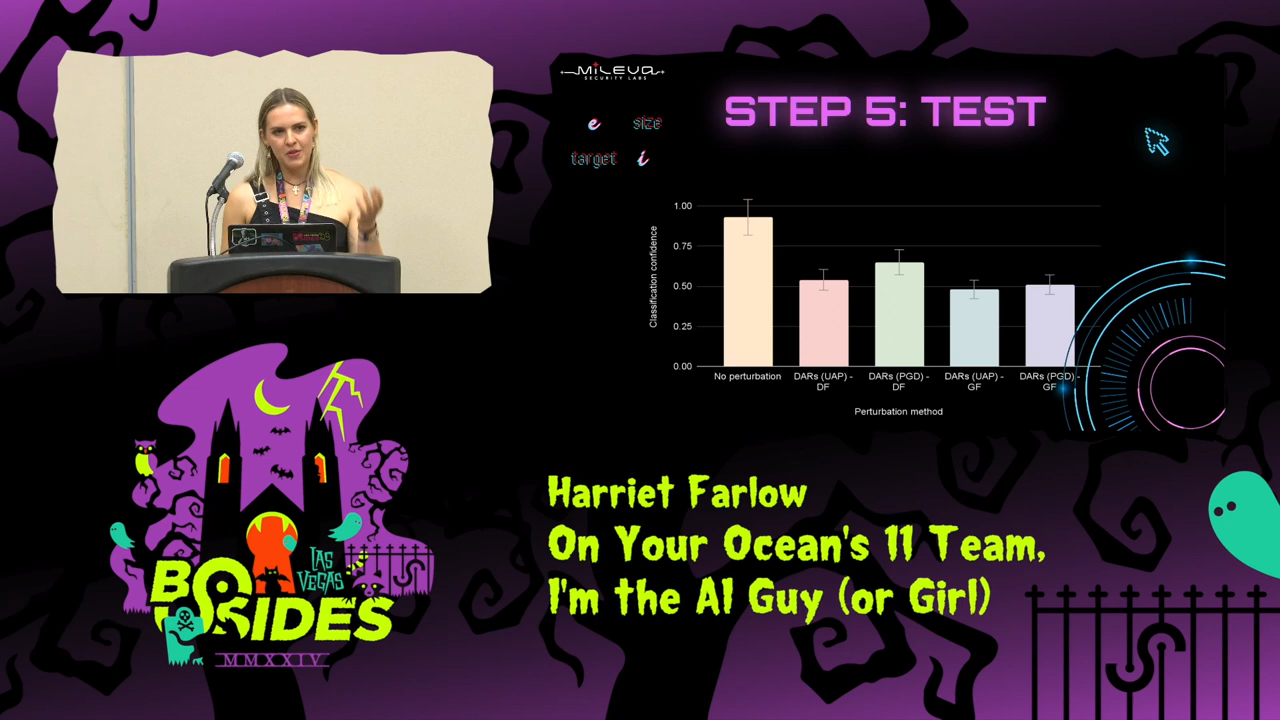 MILEVA
SECURITY LABS
STEP 5: TEST
e size
target i
1.00
0.75
0.50
0.25
0.00
Classification confidence
No perturbation
DARs (UAP) -
DF
DARs (PGD) -
DF
DARs (UAP) -
GF
DARs (PGD) -
GF
Perturbation method
Harriet Farlow
On Your Ocean's 11 Team,
I'm the AI Guy (or Girl)
LAS
VEGAS
BSIDES
MMXXIV